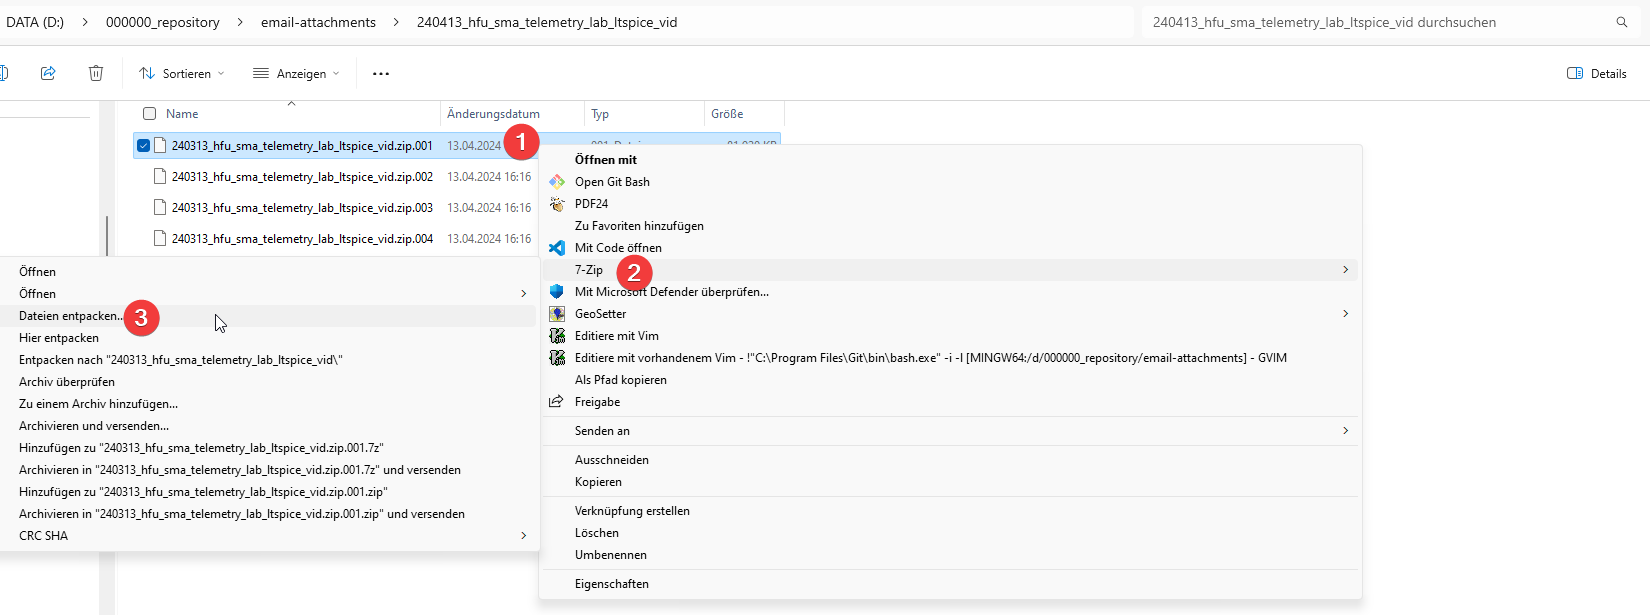 DATA (D:) > 000000_repository > email-attachments > 240413_hfu_sma_telemetry_lab_ltspice_vid
240413_hfu_sma_telemetry_lab_ltspice_vid durchsuchen
Sortieren
Anzeigen
Details
Name
Änderungsdatum
Typ
Größe
240313_hfu_sma_telemetry_lab_ltspice_vid.zip.001 13.04.2024
240313_hfu_sma_telemetry_lab_ltspice_vid.zip.002 13.04.2024 16:16
240313_hfu_sma_telemetry_lab_ltspice_vid.zip.003 13.04.2024 16:16
240313_hfu_sma_telemetry_lab_ltspice_vid.zip.004 13.04.2024 16:16
1
Öffnen mit
Open Git Bash
PDF24
Zu Favoriten hinzufügen
Mit Code öffnen
7-Zip
2
Mit Microsoft Defender überprüfen...
GeoSetter
Editiere mit Vim
Editiere mit vorhandenem Vim - !"C:\Program Files\Git\bin\bash.exe" -i -l [MINGW64:/d/000000_repository/email-attachments] - GVIM
Als Pfad kopieren
Freigabe
Senden an
Ausschneiden
Kopieren
Verknüpfung erstellen
Löschen
Umbenennen
Eigenschaften
Öffnen
Öffnen
Dateien entpacken...
3
Hier entpacken
Entpacken nach "240313_hfu_sma_telemetry_lab_ltspice_vid\"
Archiv überprüfen
Zu einem Archiv hinzufügen...
Archivieren und versenden...
Hinzufügen zu "240313_hfu_sma_telemetry_lab_ltspice_vid.zip.001.7z"
Archivieren in "240313_hfu_sma_telemetry_lab_ltspice_vid.zip.001.7z" und versenden
Hinzufügen zu "240313_hfu_sma_telemetry_lab_ltspice_vid.zip.001.zip"
Archivieren in "240313_hfu_sma_telemetry_lab_ltspice_vid.zip.001.zip" und versenden
CRC SHA